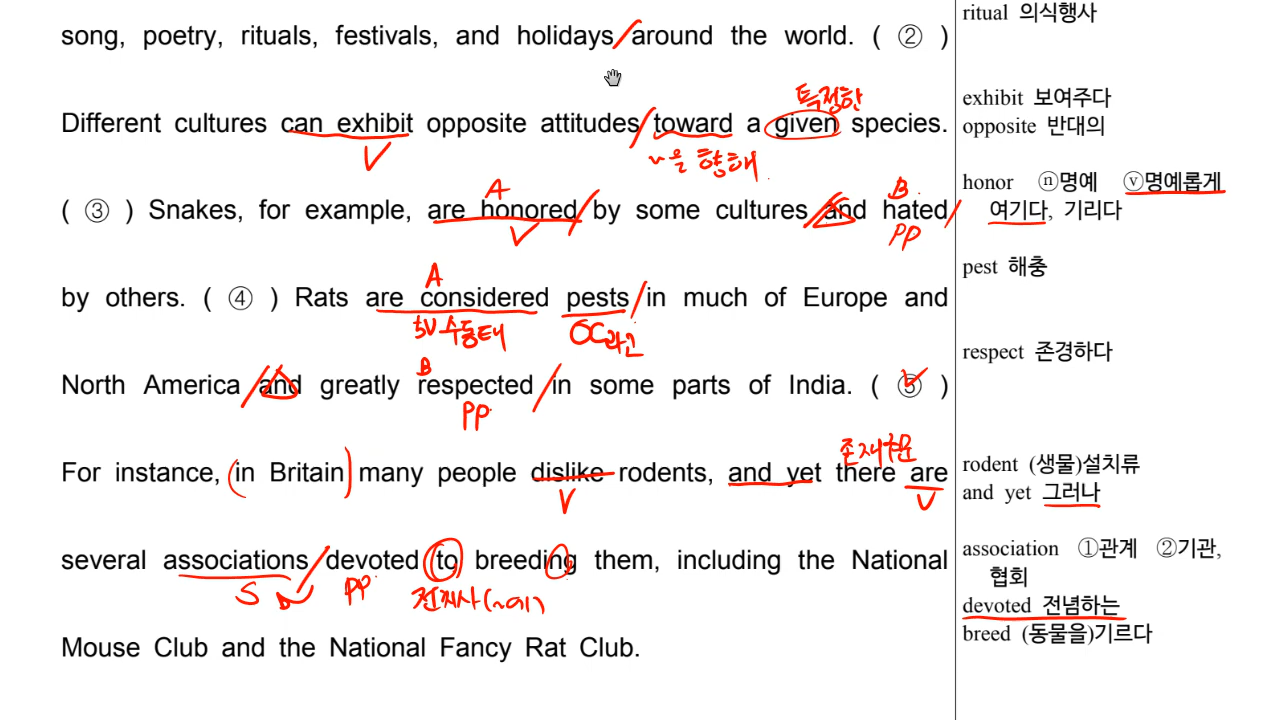 song, poetry, rituals, festivals, and holidays around the world. ( ② )
특정한
Different cultures can exhibit opposite attitudes toward a given species.
V
~을 향해
A
B
( ③ ) Snakes, for example, are honored by some cultures and hated
V
PP
A
by others. ( ④ ) Rats are considered pests in much of Europe and
5V 수동태
OC라고
B
North America and greatly respected in some parts of India. ( ⑤ )
PP
존재구문
For instance, in Britain many people dislike rodents, and yet there are
V
V
several associations devoted to breeding them, including the National
S
PP
전치사(~에)
Mouse Club and the National Fancy Rat Club.
ritual 의식행사
exhibit 보여주다
opposite 반대의
honor ⓝ명예 ⓥ명예롭게
여기다, 기리다
pest 해충
respect 존경하다
rodent (생물)설치류
and yet 그러나
association ①관계 ②기관,
협회
devoted 전념하는
breed (동물을)기르다